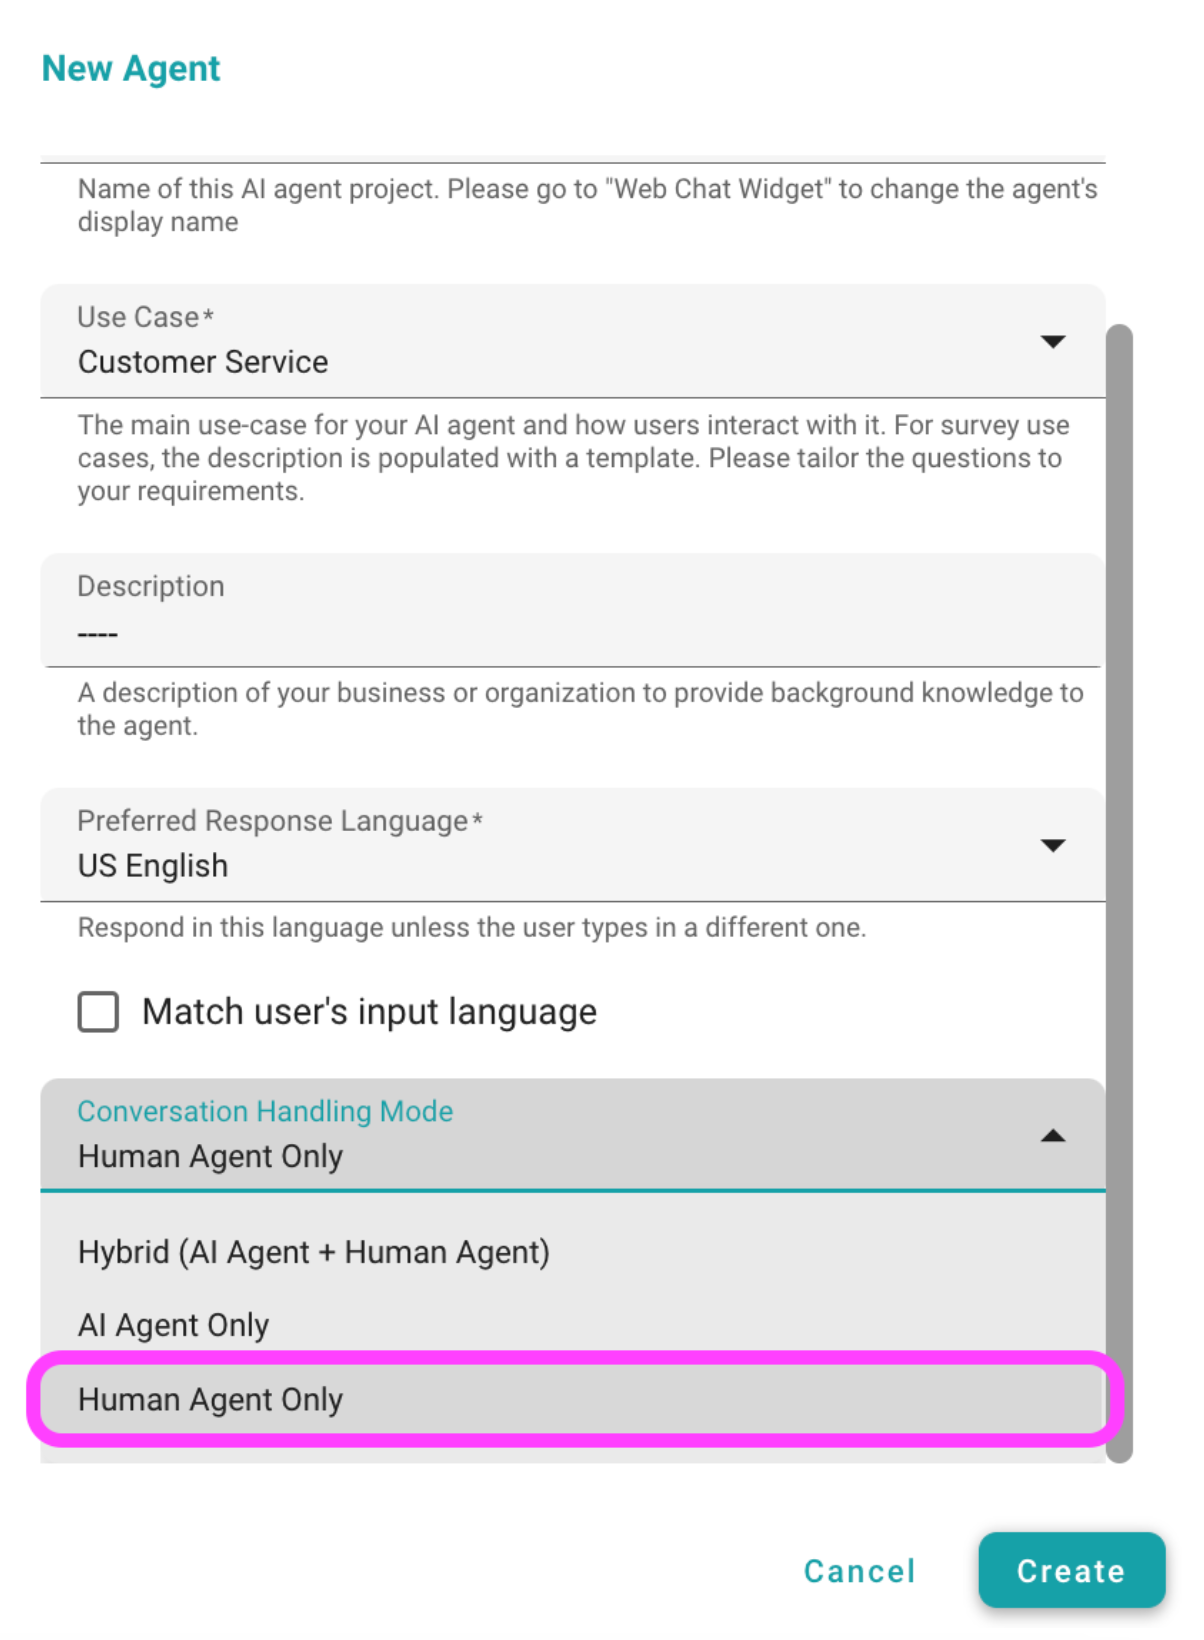 New Agent
Name of this AI agent project. Please go to "Web Chat Widget" to change the agent's
display name
Use Case*
Customer Service
The main use-case for your AI agent and how users interact with it. For survey use
cases, the description is populated with a template. Please tailor the questions to
your requirements.
Description
----
A description of your business or organization to provide background knowledge to
the agent.
Preferred Response Language*
US English
Respond in this language unless the user types in a different one.
Match user's input language
Conversation Handling Mode
Human Agent Only
Hybrid (AI Agent + Human Agent)
AI Agent Only
Human Agent Only
Cancel
Create